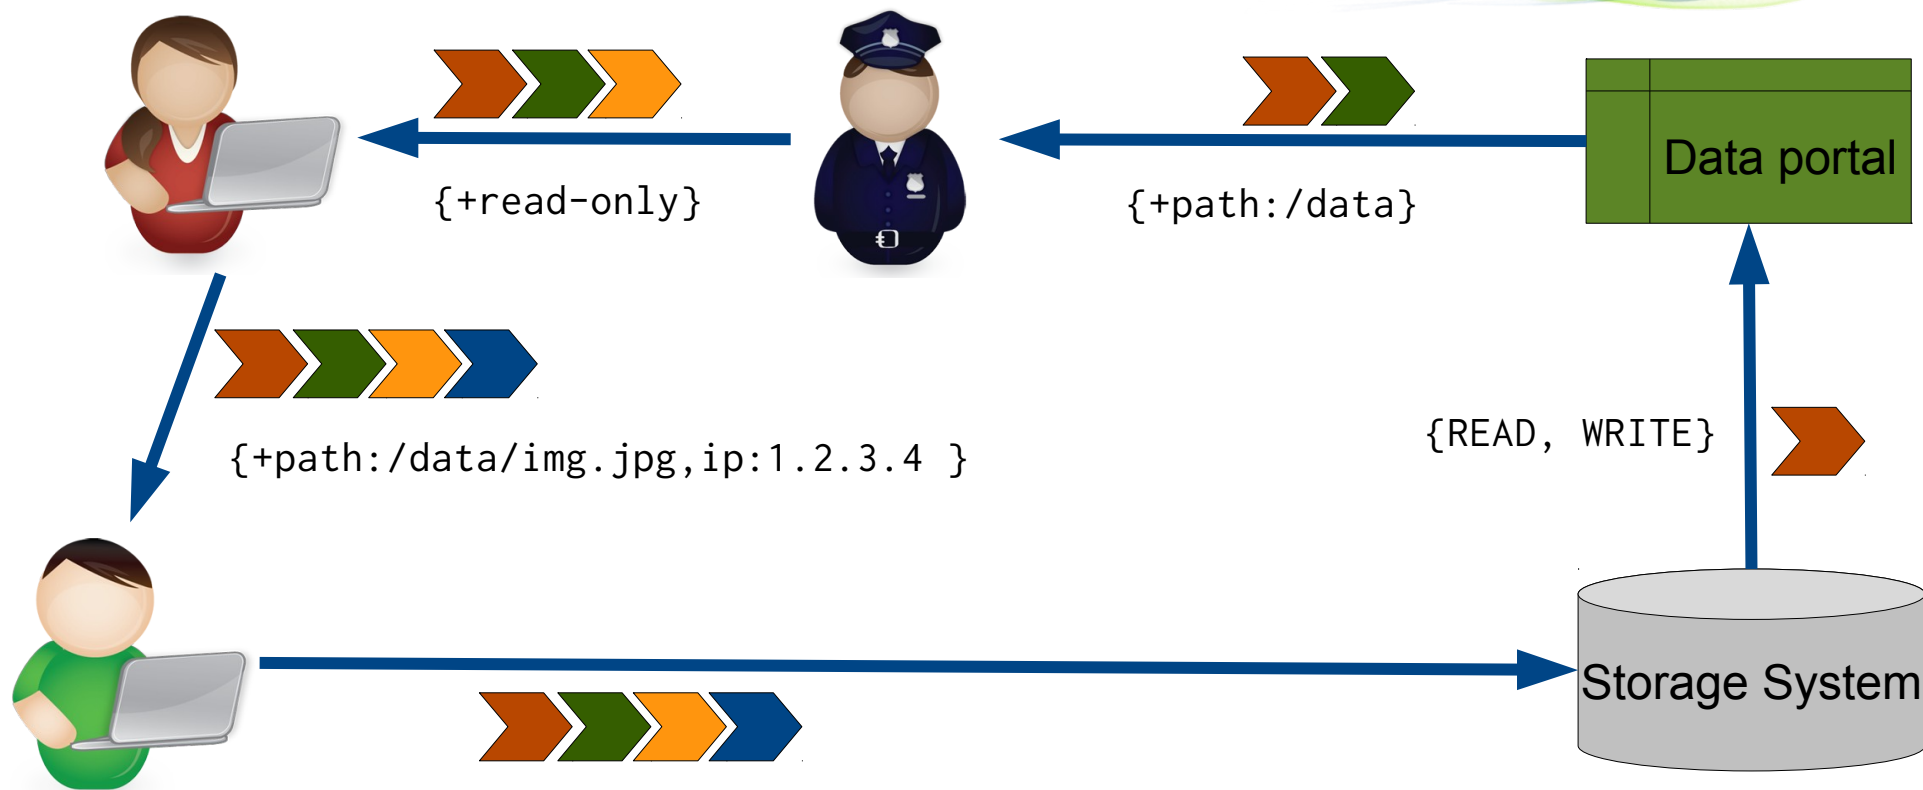 {+read-only}
{+path:/data}
Data portal
{+path:/data/img.jpg,ip:1.2.3.4 }
{READ, WRITE}
Storage System